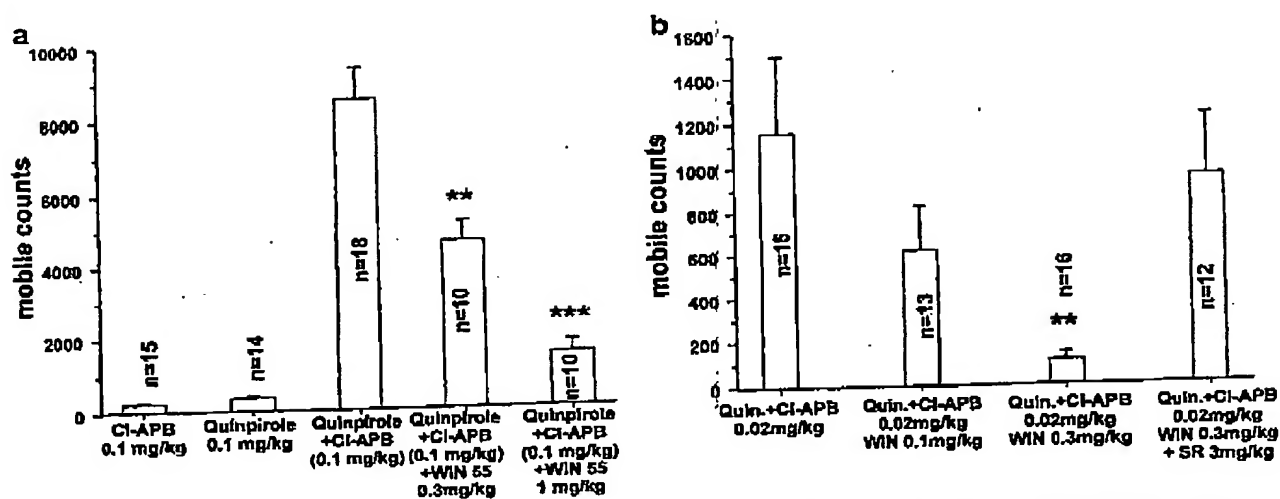 a
10000
8000
6000
4000
2000
0
mobile counts
n=15
n=14
n=18
**
n=10
***
n=10
Cl-APB
0.1 mg/kg
Quinpirole
0.1 mg/kg
Quinpirole
+Cl-APB
(0.1 mg/kg)
Quinpirole
+Cl-APB
(0.1 mg/kg)
+WIN 55
0.3mg/kg
Quinpirole
+Cl-APB
(0.1 mg/kg)
+WIN 55
1 mg/kg
b
1600
1400
1200
1000
800
600
400
200
0
mobile counts
n=16
n=13
n=16
**
n=12
Quin.+Cl-APB
0.02mg/kg
Quin.+Cl-APB
0.02mg/kg
WIN 0.1mg/kg
Quin.+Cl-APB
0.02mg/kg
WIN 0.3mg/kg
Quin.+Cl-APB
0.02mg/kg
WIN 0.3mg/kg
+ SR 3mg/kg